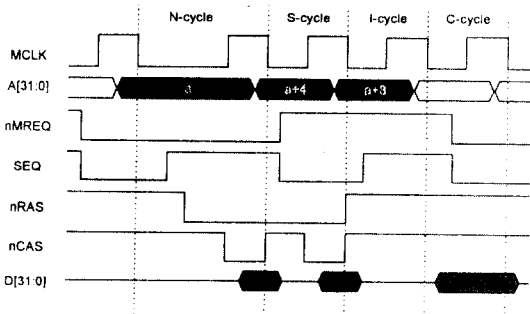 N-cycle S-cycle I-cycle C-cycle
MCLK
A[31:0] a a+4 a+8
nMREQ
SEQ
nRAS
nCAS
D[31:0]